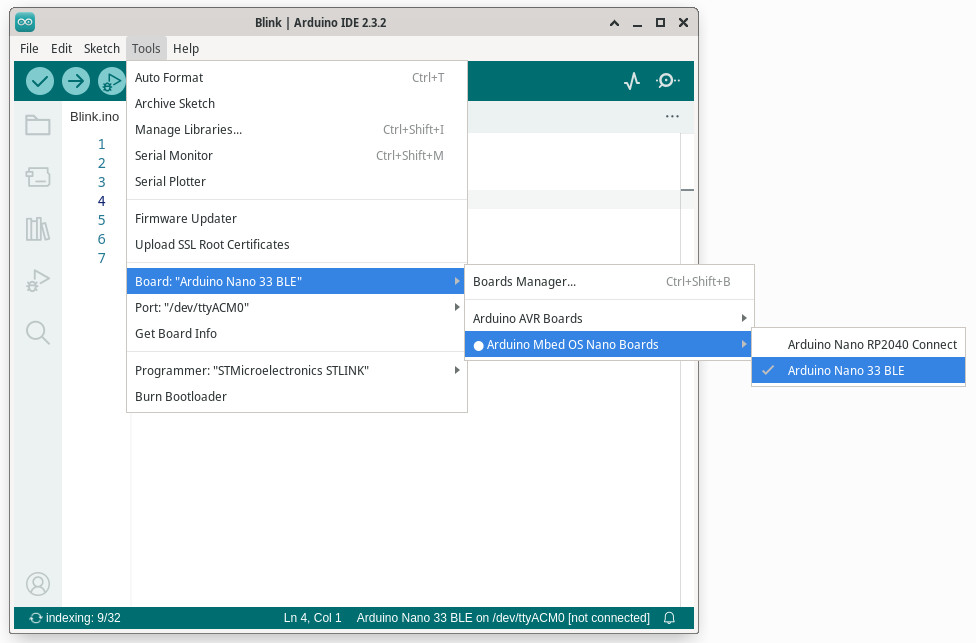 Blink | Arduino IDE 2.3.2
File Edit Sketch Tools Help
Auto Format Ctrl+T
Archive Sketch
Blink.ino
Manage Libraries... Ctrl+Shift+I
Serial Monitor Ctrl+Shift+M
Serial Plotter
Firmware Updater
Upload SSL Root Certificates
Board: "Arduino Nano 33 BLE"
Port: "/dev/ttyACM0"
Get Board Info
Programmer: "STMicroelectronics STLINK"
Burn Bootloader
1
2
3
4
5
6
7
Boards Manager... Ctrl+Shift+B
Arduino AVR Boards
Arduino Mbed OS Nano Boards
Arduino Nano RP2040 Connect
Arduino Nano 33 BLE
indexing: 9/32 Ln 4, Col 1 Arduino Nano 33 BLE on /dev/ttyACM0 [not connected]